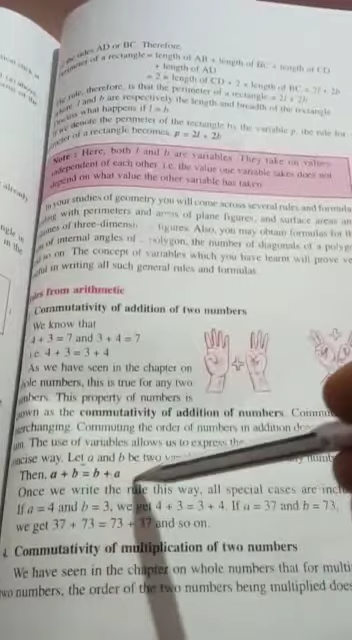 the sides AD or BC. Therefore,
perimeter of a rectangle = length of AB + length of BC + length of CD
+ length of AD
= 2 × length of CD + 2 × length of BC = 2l + 2b
the rule, therefore, is that the perimeter of a rectangle = 2l + 2b
where, l and b are respectively the length and breadth of the rectangle
what happens if l = b.
If we denote the perimeter of the rectangle by the variable p, the rule for
of a rectangle becomes, p = 2l + 2b
Note : Here, both l and b are variables. They take on values
independent of each other. i.e. the value one variable takes does not
depend on what value the other variable has taken.
In your studies of geometry you will come across several rules and formulas
with perimeters and areas of plane figures, and surface areas and
of three-dimensional figures. Also, you may obtain formulas for the
of internal angles of a polygon, the number of diagonals of a polygon
so on. The concept of variables which you have learnt will prove very
in writing all such general rules and formulas.
already
from arithmetic
Commutativity of addition of two numbers
We know that
4 + 3 = 7 and 3 + 4 = 7
i.e. 4 + 3 = 3 + 4
As we have seen in the chapter on
whole numbers, this is true for any two
numbers. This property of numbers is
known as the commutativity of addition of numbers. Commuting
interchanging. Commuting the order of numbers in addition does
The use of variables allows us to express the
concise way. Let a and b be two
Then, a + b = b + a
Once we write the rule this way, all special cases are
If a = 4 and b = 3, we get 4 + 3 = 3 + 4. If a = 37 and b = 73,
we get 37 + 73 = 73 + 37 and so on.
4. Commutativity of multiplication of two numbers
We have seen in the chapter on whole numbers that for
two numbers, the order of the two numbers being multiplied does